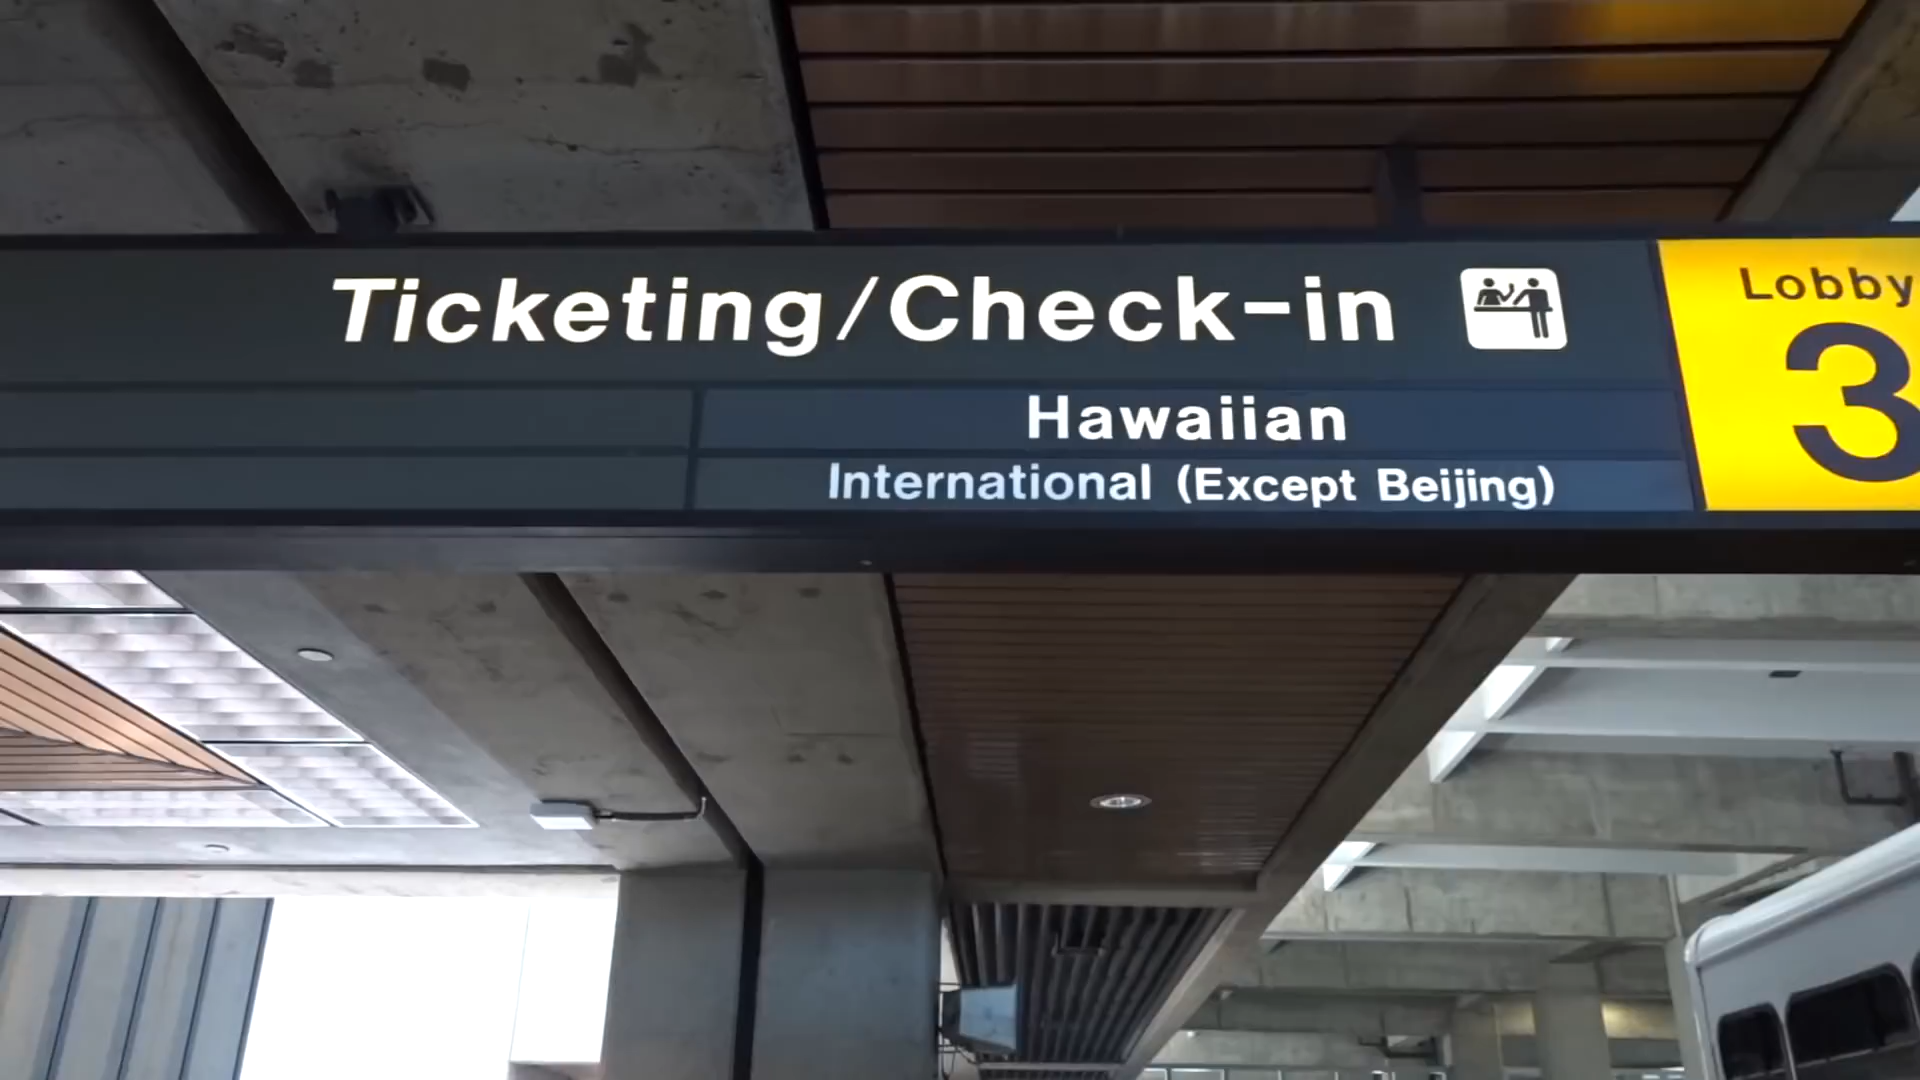 Ticketing/Check-in
Hawaiian
International (Except Beijing)
Lobby
3